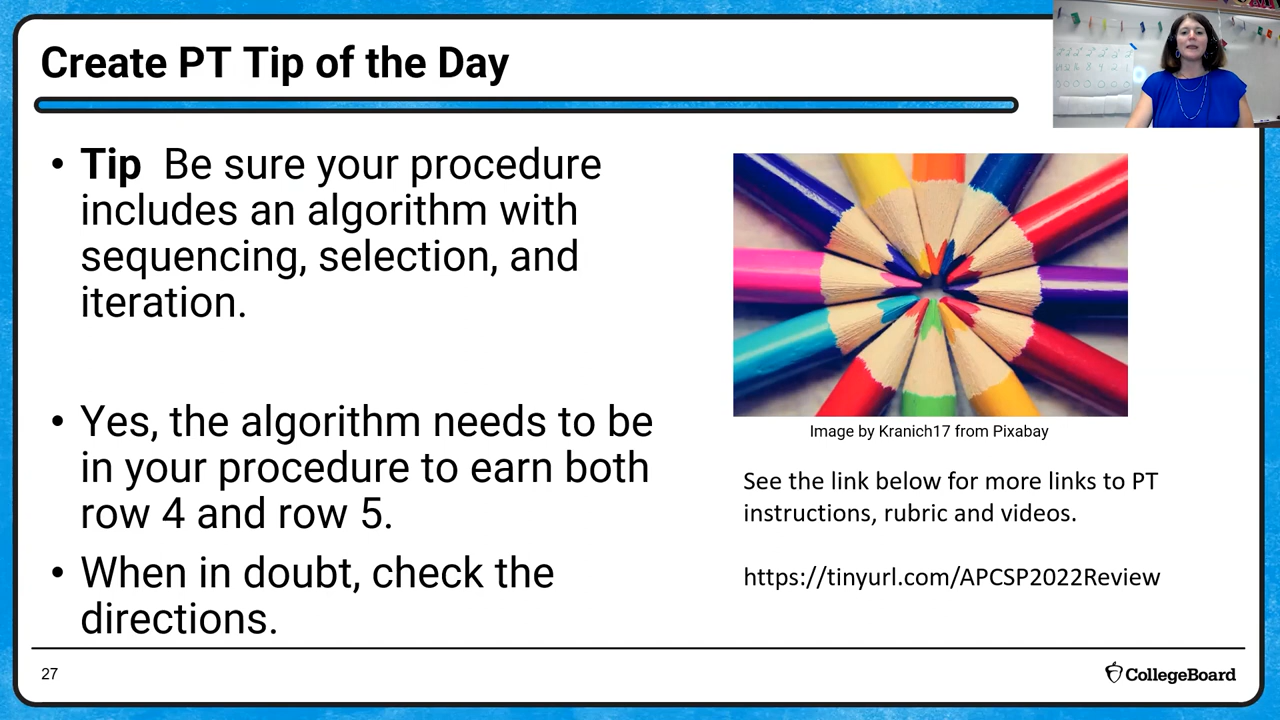 Create PT Tip of the Day
• Tip  Be sure your procedure
includes an algorithm with
sequencing, selection, and
iteration.
• Yes, the algorithm needs to be
in your procedure to earn both
row 4 and row 5.
• When in doubt, check the
directions.
Image by Kranich17 from Pixabay
See the link below for more links to PT
instructions, rubric and videos.
https://tinyurl.com/APCSP2022Review
27
CollegeBoard